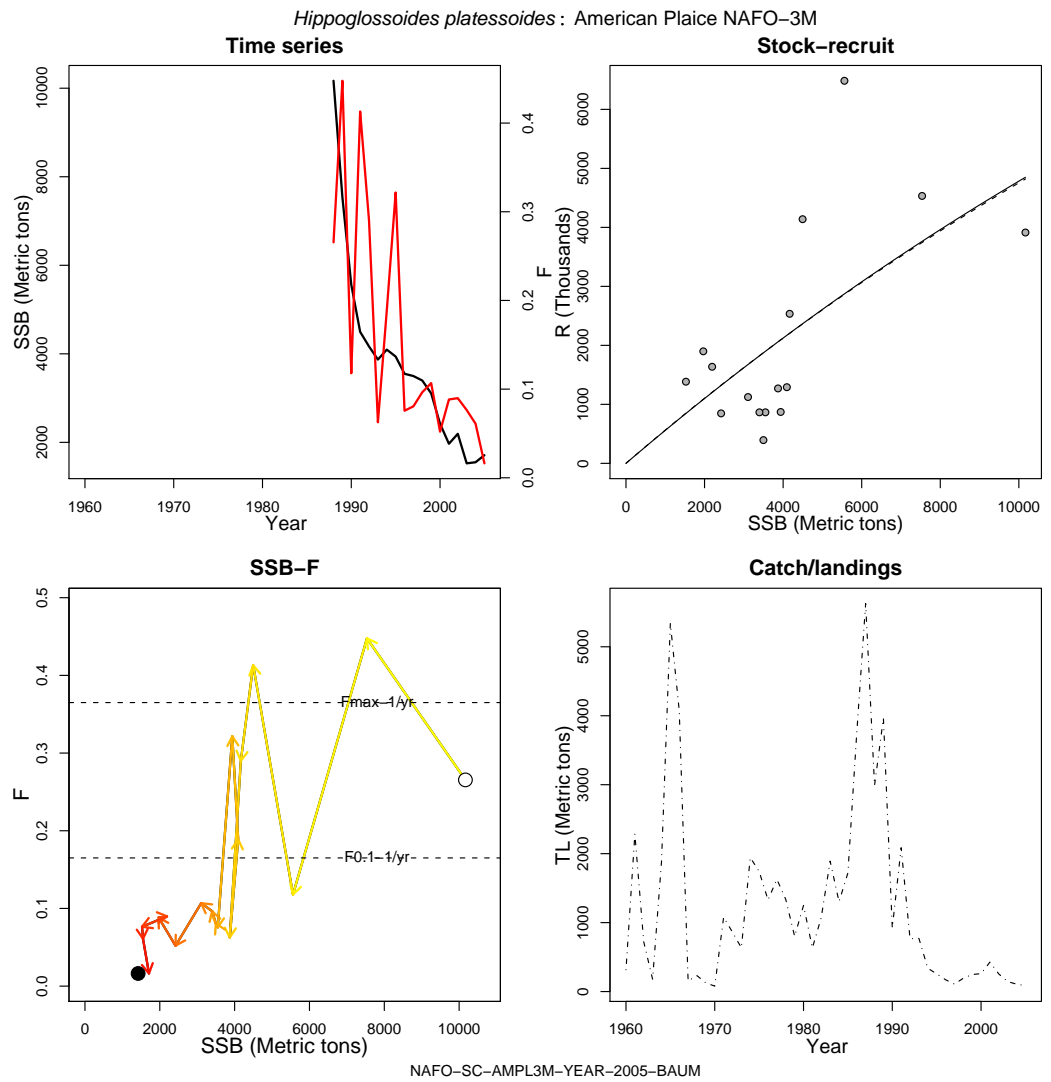 Hippoglossoides platessoides : American Plaice NAFO−3M
Time series
SSB (Metric tons)
2000 4000 6000 8000 10000
0.0 0.1 0.2 0.3 0.4
F
1960 1970 1980 1990 2000
Year
Stock−recruit
R (Thousands)
0 1000 2000 3000 4000 5000 6000
0 2000 4000 6000 8000 10000
SSB (Metric tons)
SSB−F
F
0.0 0.1 0.2 0.3 0.4 0.5
Fmax−1/yr
F0.1−1/yr
0 2000 4000 6000 8000 10000
SSB (Metric tons)
Catch/landings
TL (Metric tons)
0 1000 2000 3000 4000 5000
1960 1970 1980 1990 2000
Year
NAFO−SC−AMPL3M−YEAR−2005−BAUM